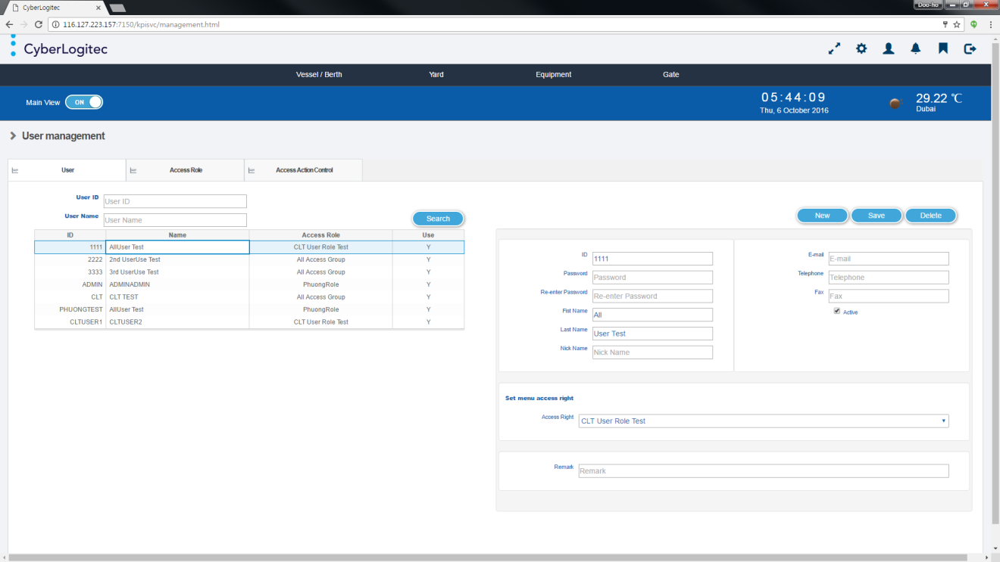 CyberLogitec
Doo-ho
116.127.223.157:7150/kpisvc/management.html
CyberLogitec
Vessel / Berth Yard Equipment Gate
Main View ON
05:44:09
Thu, 6 October 2016
29.22 ℃
Dubai
User management
User Access Role Access Action Control
User ID User ID
User Name User Name
Search
ID Name Access Role Use
1111 AllUser Test CLT User Role Test Y
2222 2nd UserUse Test All Access Group Y
3333 3rd UserUse Test All Access Group Y
ADMIN ADMINADMIN PhuongRole Y
CLT CLT TEST All Access Group Y
PHUONGTEST AllUser Test PhuongRole Y
CLTUSER1 CLTUSER2 CLT User Role Test Y
New Save Delete
ID 1111
Password Password
Re-enter Password Re-enter Password
Fist Name All
Last Name User Test
Nick Name Nick Name
E-mail E-mail
Telephone Telephone
Fax Fax
Active
Set menu access right
Access Right CLT User Role Test
Remark Remark